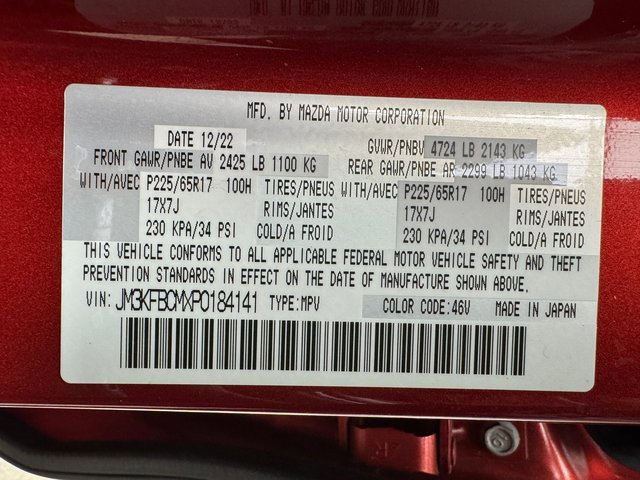 MFD. BY MAZDA MOTOR CORPORATION
DATE 12/22 GVWR/PNBV 4724 LB 2143 KG
FRONT GAWR/PNBE AV 2425 LB 1100 KG REAR GAWR/PNBE AR 2299 LB 1043 KG
WITH/AVEC P225/65R17 100H TIRES/PNEUS WITH/AVEC P225/65R17 100H TIRES/PNEUS
17X7J RIMS/JANTES 17X7J RIMS/JANTES
230 KPA/34 PSI COLD/A FROID 230 KPA/34 PSI COLD/A FROID
THIS VEHICLE CONFORMS TO ALL APPLICABLE FEDERAL MOTOR VEHICLE SAFETY AND THEFT
PREVENTION STANDARDS IN EFFECT ON THE DATE OF MANUFACTURE SHOWN ABOVE.
VIN: JM3KFBCMXP0184141 TYPE:MPV COLOR CODE:46V MADE IN JAPAN